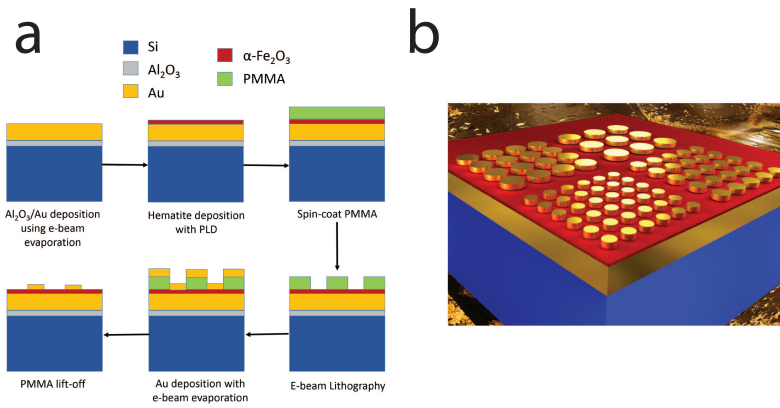 a
b
Si
Al₂O₃
Au
α-Fe₂O₃
PMMA
Al₂O₃/Au deposition
using e-beam
evaporation
Hematite deposition
with PLD
Spin-coat PMMA
PMMA lift-off
Au deposition with
e-beam evaporation
E-beam Lithography